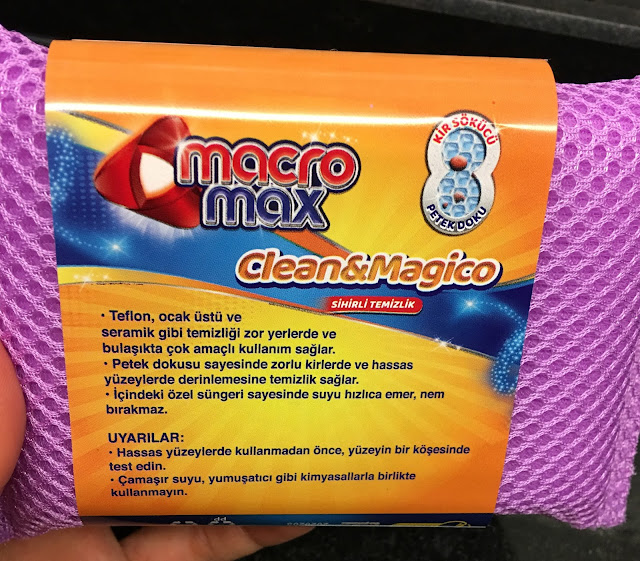 macro
max
KİR SÖKÜCÜ
PETEK DOKU
Clean&Magico
SİHİRLİ TEMİZLİK
• Teflon, ocak üstü ve
seramik gibi temizliği zor yerlerde ve
bulaşıkta çok amaçlı kullanım sağlar.
• Petek dokusu sayesinde zorlu kirlerde ve hassas
yüzeylerde derinlemesine temizlik sağlar.
• İçindeki özel süngeri sayesinde suyu hızlıca emer, nem
bırakmaz.
UYARILAR:
• Hassas yüzeylerde kullanmadan önce, yüzeyin bir köşesinde
test edin.
• Çamaşır suyu, yumuşatıcı gibi kimyasallarla birlikte
kullanmayın.